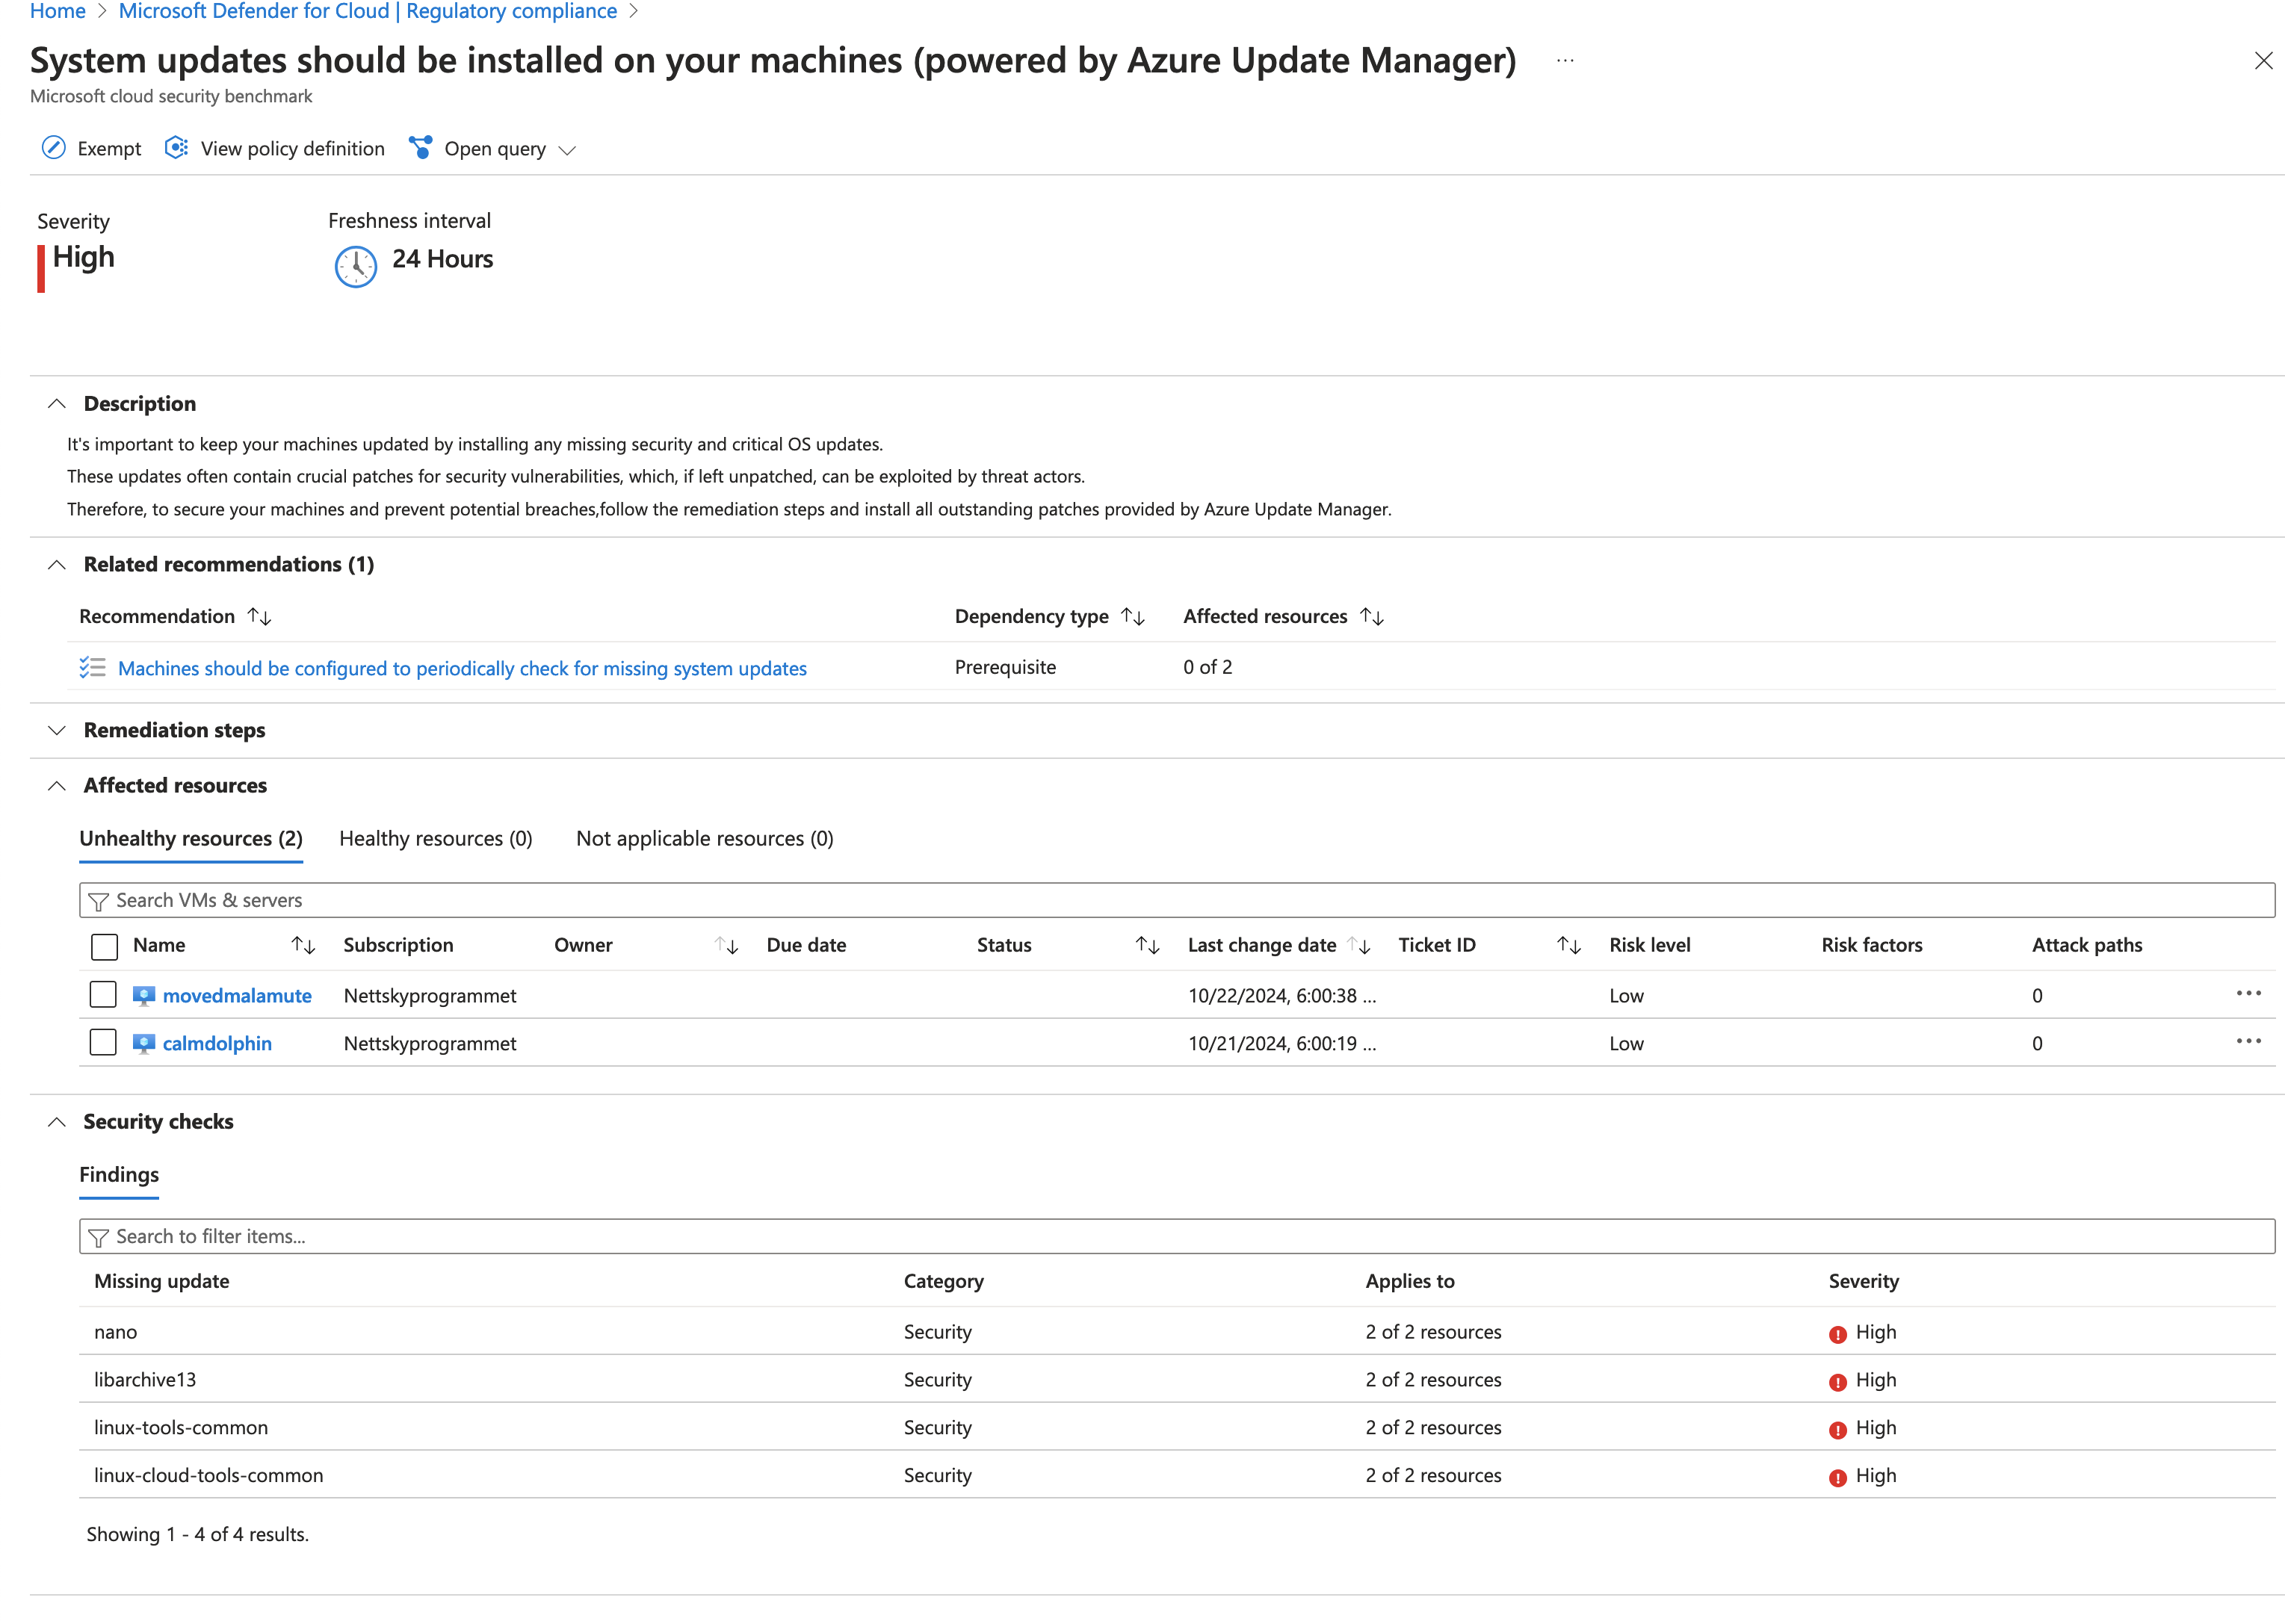 Home > Microsoft Defender for Cloud | Regulatory compliance >
System updates should be installed on your machines (powered by Azure Update Manager) ...
Microsoft cloud security benchmark
Exempt View policy definition Open query
Severity Freshness interval
High 24 Hours
Description
It's important to keep your machines updated by installing any missing security and critical OS updates.
These updates often contain crucial patches for security vulnerabilities, which, if left unpatched, can be exploited by threat actors.
Therefore, to secure your machines and prevent potential breaches,follow the remediation steps and install all outstanding patches provided by Azure Update Manager.
Related recommendations (1)
Recommendation Dependency type Affected resources
Machines should be configured to periodically check for missing system updates Prerequisite 0 of 2
Remediation steps
Affected resources
Unhealthy resources (2) Healthy resources (0) Not applicable resources (0)
Search VMs & servers
Name Subscription Owner Due date Status Last change date Ticket ID Risk level Risk factors Attack paths
movedmalamute Nettskyprogrammet 10/22/2024, 6:00:38 ... Low 0 ...
calmdolphin Nettskyprogrammet 10/21/2024, 6:00:19 ... Low 0 ...
Security checks
Findings
Search to filter items...
Missing update Category Applies to Severity
nano Security 2 of 2 resources High
libarchive13 Security 2 of 2 resources High
linux-tools-common Security 2 of 2 resources High
linux-cloud-tools-common Security 2 of 2 resources High
Showing 1 - 4 of 4 results.